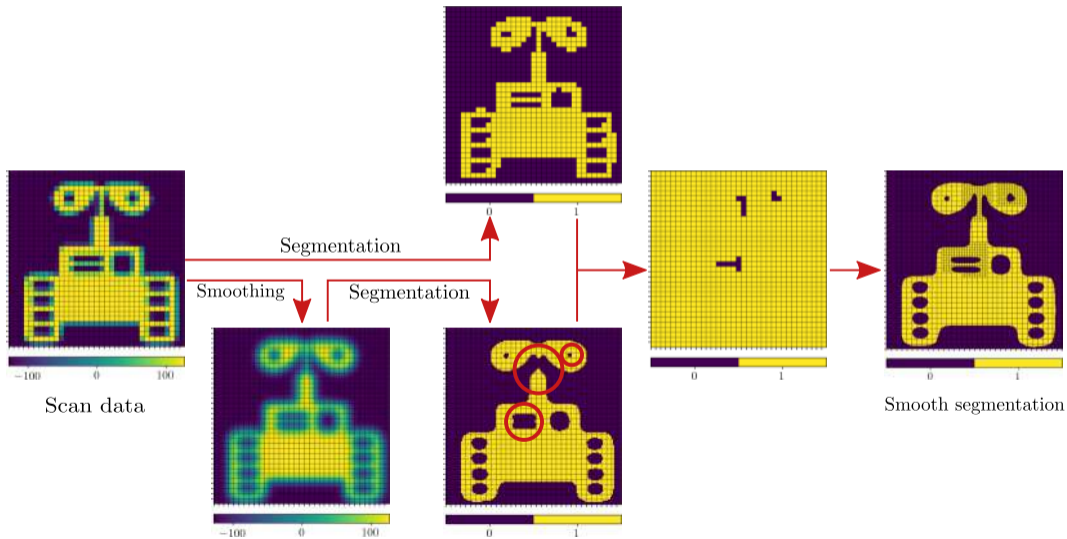 0 1
Segmentation
Smoothing
Segmentation
−100 0 100
Scan data
0 1
0 1
Smooth segmentation
−100 0 100
0 1